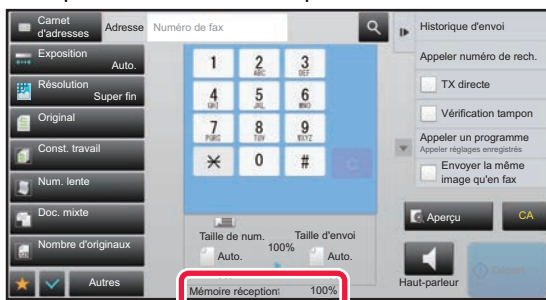 Carnet
d'adresses
Adresse
Numéro de fax
Exposition
Auto.
Résolution
Super fin
Original
Const. travail
Num. lente
Doc. mixte
Nombre d'originaux
Autres
1
2
ABC
3
DEF
4
GHI
5
JKL
6
MNO
7
PQRS
8
TUV
9
WXYZ
0
#
C
Taille de num.
100%
Taille d'envoi
Auto.
Auto.
Mémoire réception:
100%
Historique d'envoi
Appeler numéro de rech.
TX directe
Vérification tampon
Appeler un programme
Appeler réglages enregistrés
Envoyer la même
image qu'en fax
Aperçu
CA
Haut-parleur
Départ